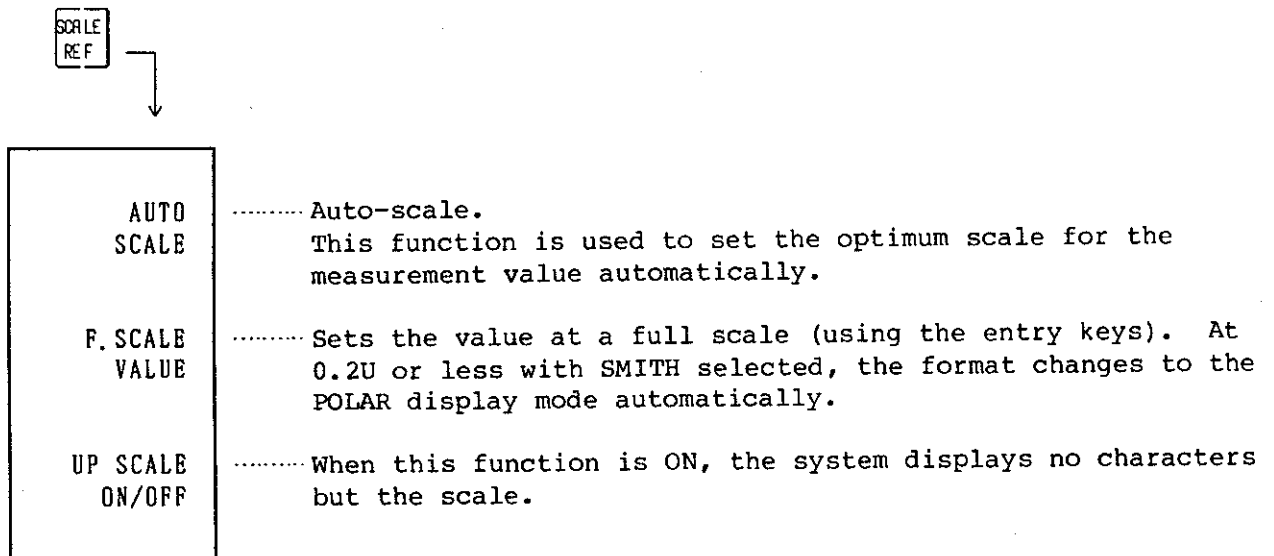 SCALE
REF
AUTO ......... Auto-scale.
SCALE This function is used to set the optimum scale for the
measurement value automatically.
F.SCALE ......... Sets the value at a full scale (using the entry keys). At
VALUE 0.2U or less with SMITH selected, the format changes to the
POLAR display mode automatically.
UP SCALE ......... When this function is ON, the system displays no characters
ON/OFF but the scale.